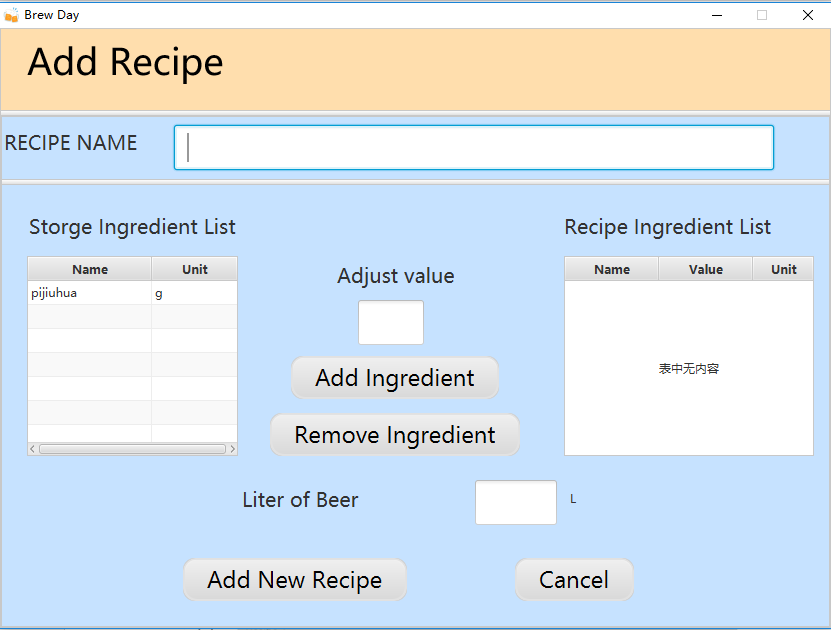 Brew Day
Add Recipe
RECIPE NAME
Storge Ingredient List
Recipe Ingredient List
Name Unit
pijiuhua g
Adjust value
Add Ingredient
Remove Ingredient
Name Value Unit
表中无内容
Liter of Beer L
Add New Recipe
Cancel